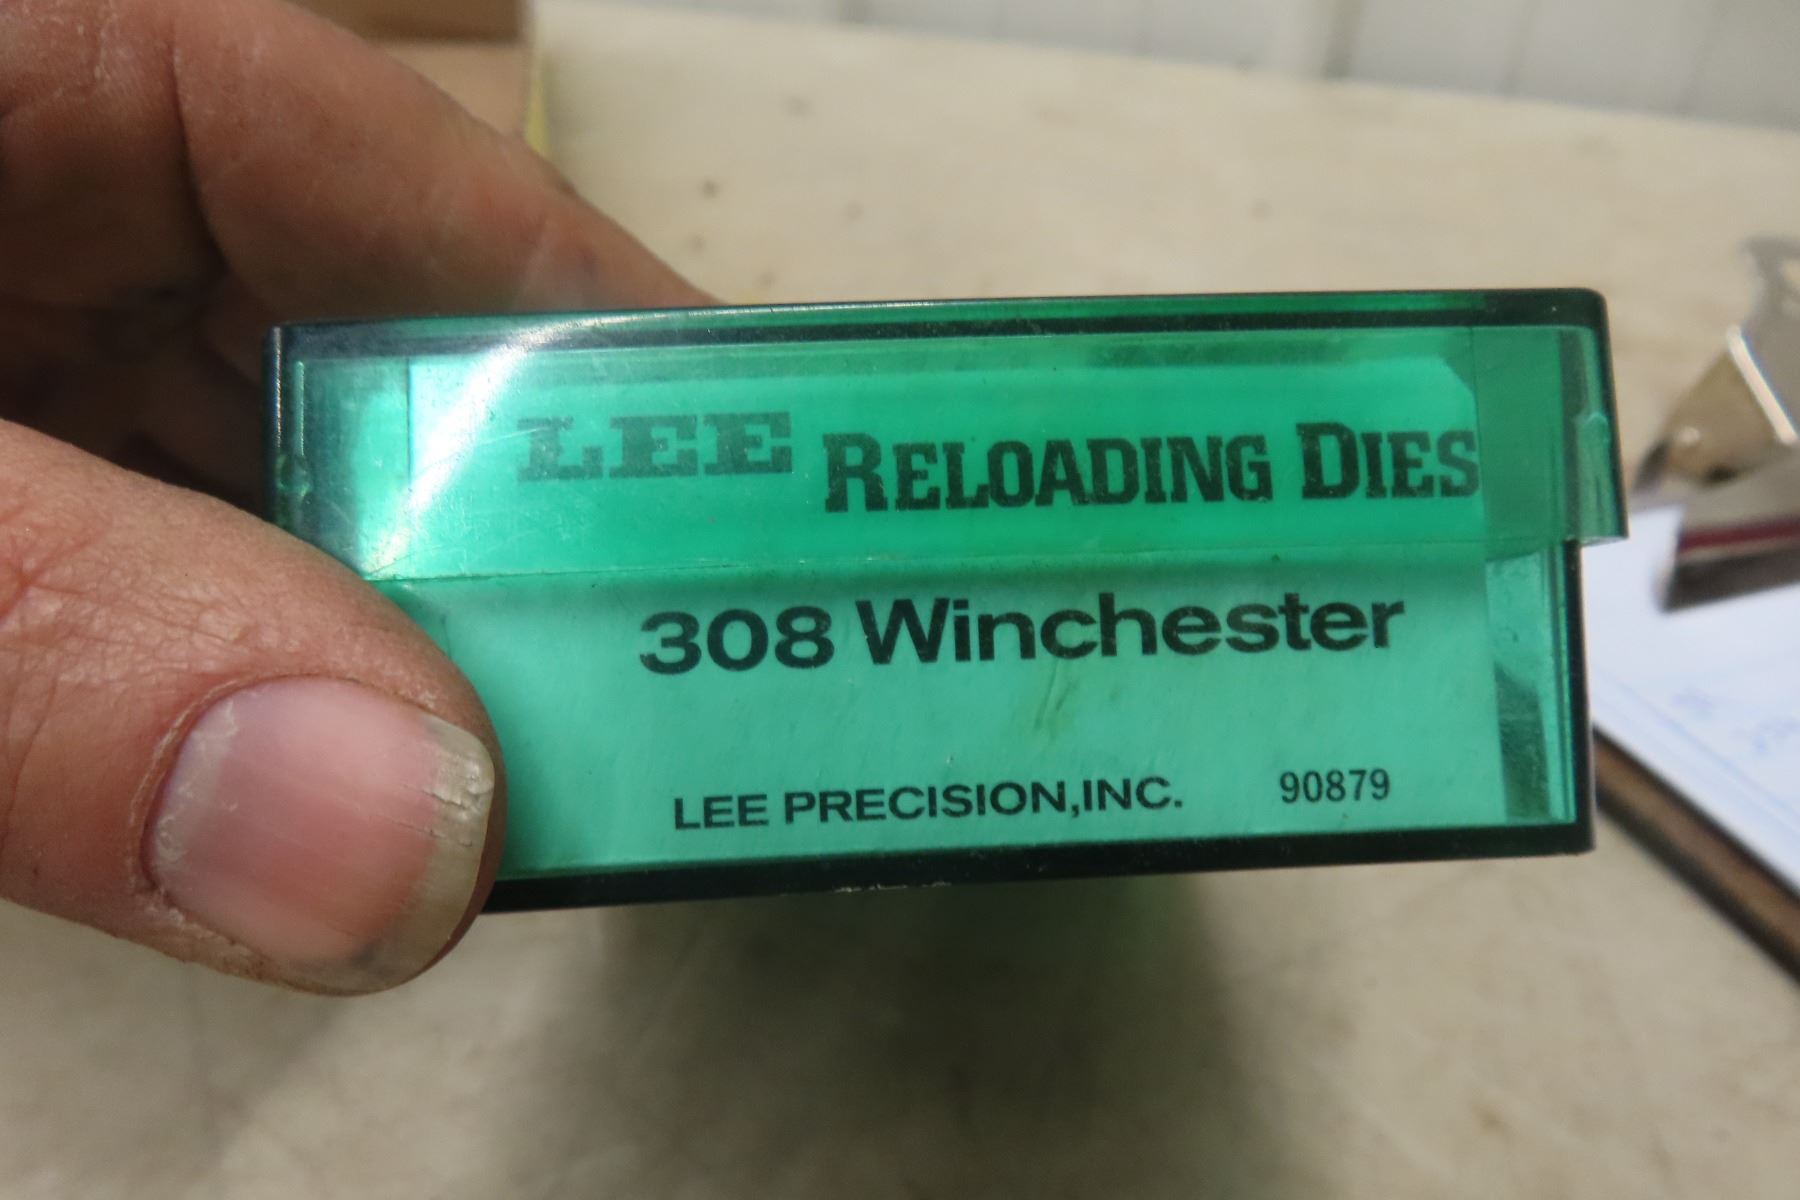 LEE RELOADING DIES
308 Winchester
LEE PRECISION,INC. 90879